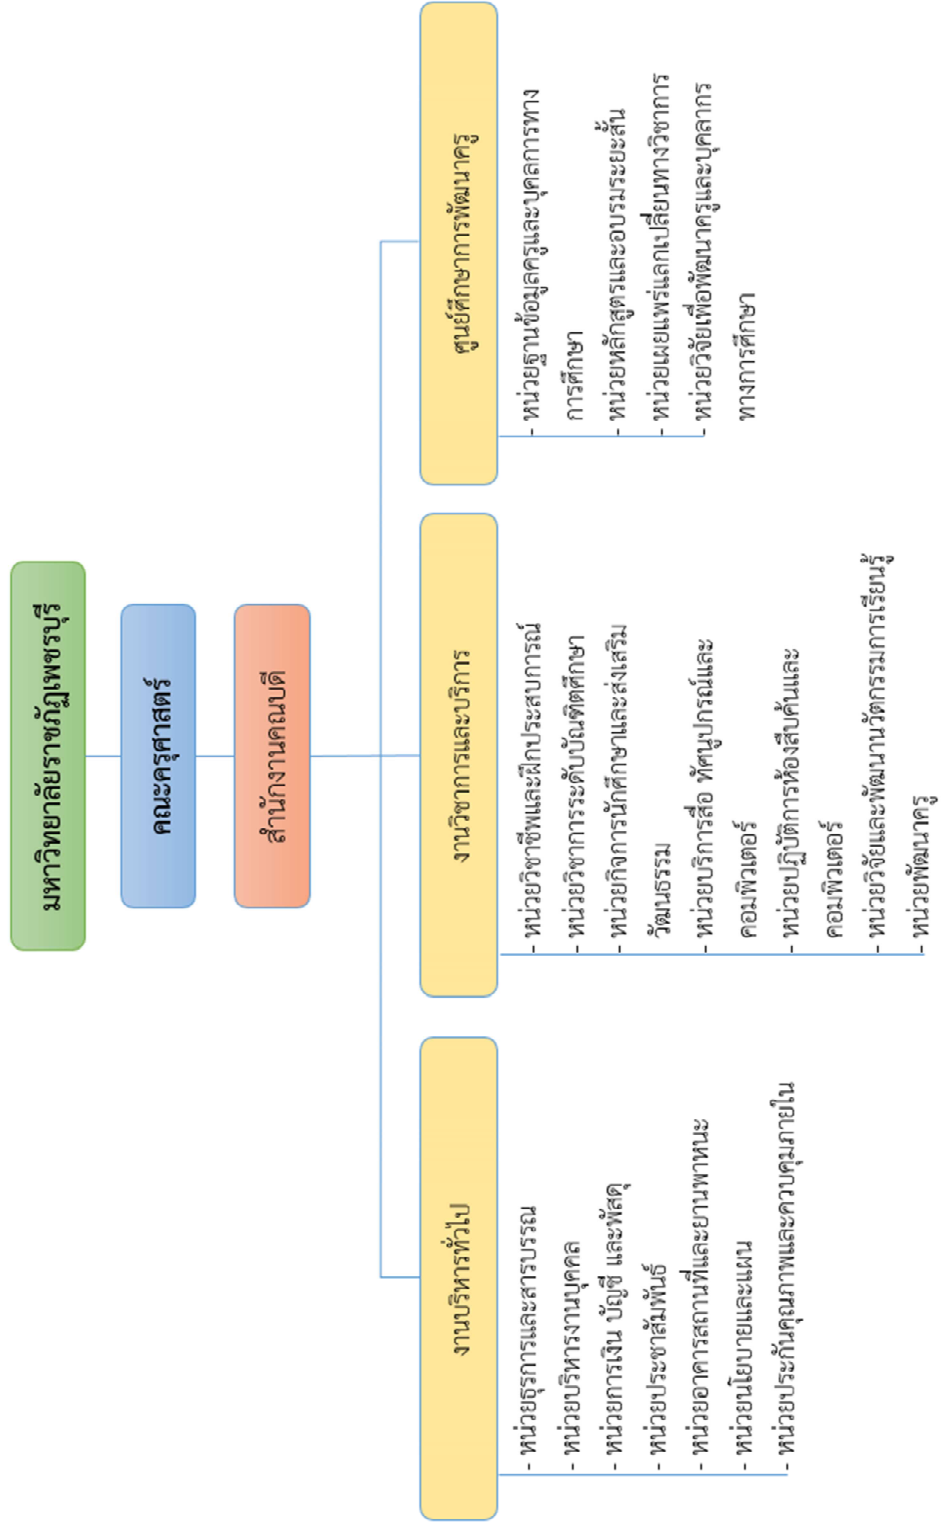 มหาวิทยาลัยราชภัฏเพชรบุรี
คณะครุศาสตร์
สำนักงานคณบดี
งานบริหารทั่วไป
- หน่วยธุรการและสารบรรณ
- หน่วยบริหารงานบุคคล
- หน่วยการเงิน บัญชี และพัสดุ
- หน่วยประชาสัมพันธ์
- หน่วยอาคารสถานที่และยานพาหนะ
- หน่วยนโยบายและแผน
- หน่วยประกันคุณภาพและควบคุมภายใน
งานวิชาการและบริการ
- หน่วยวิชาชีพและฝึกประสบการณ์
- หน่วยวิชาการระดับบัณฑิตศึกษา
- หน่วยกิจการนักศึกษาและส่งเสริม
วัฒนธรรม
- หน่วยบริการสื่อ ทัศนูปกรณ์และ
คอมพิวเตอร์
- หน่วยปฏิบัติการห้องสืบค้นและ
คอมพิวเตอร์
- หน่วยวิจัยและพัฒนานวัตกรรมการเรียนรู้
- หน่วยพัฒนาครู
ศูนย์ศึกษาการพัฒนาครู
- หน่วยฐานข้อมูลครูและบุคลการทาง
การศึกษา
- หน่วยหลักสูตรและอบรมระยะสั้น
- หน่วยเผยแพร่แลกเปลี่ยนทางวิชาการ
- หน่วยวิจัยเพื่อพัฒนาครูและบุคลากร
ทางการศึกษา